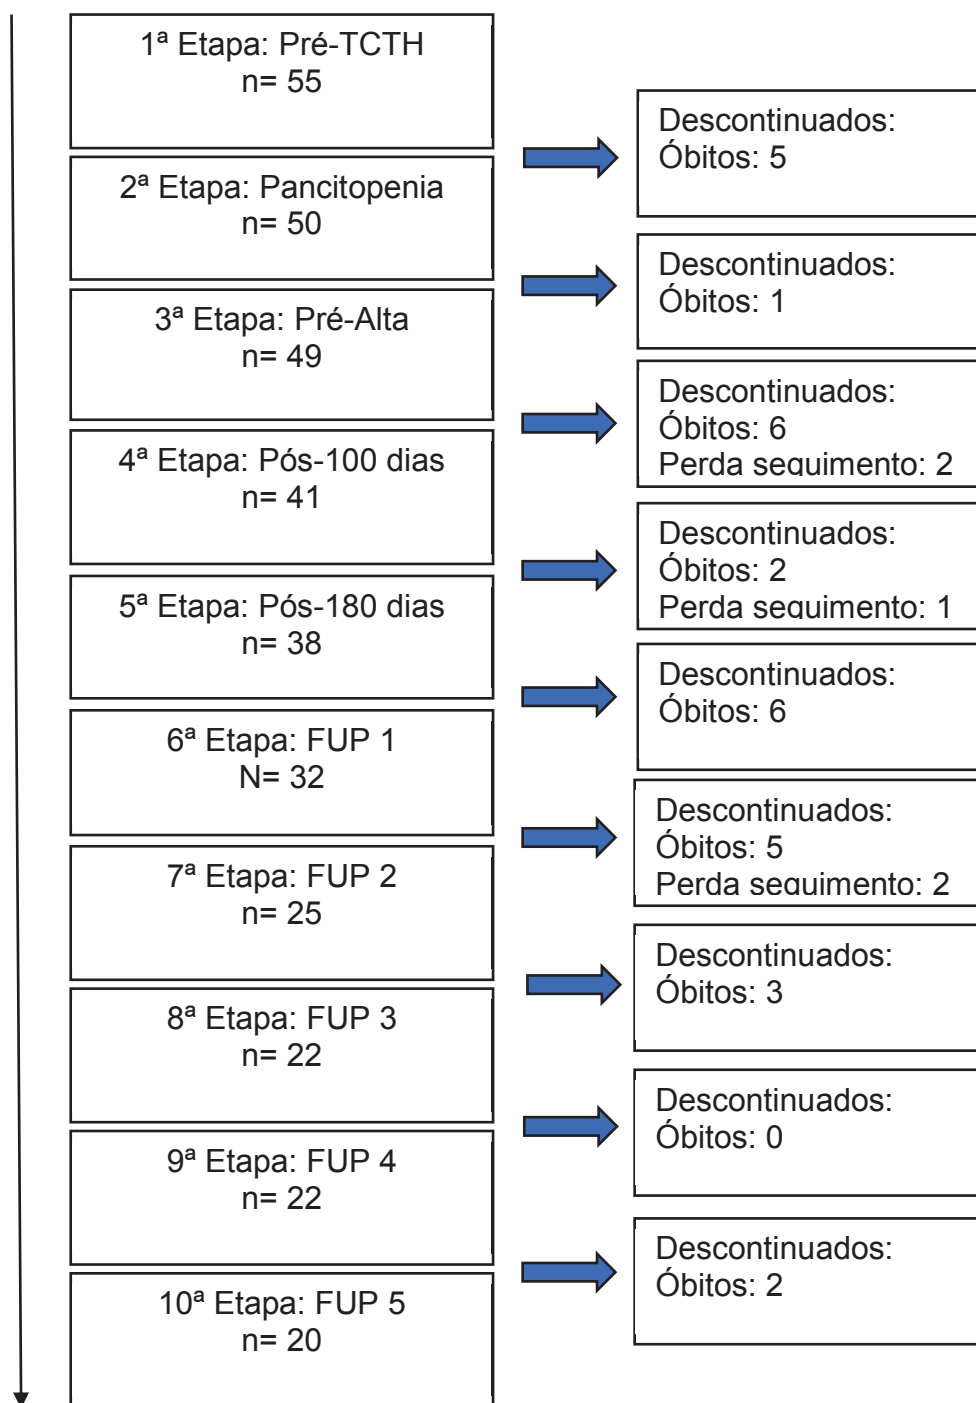 1ª Etapa: Pré-TCTH
n= 55
Descontinuados:
Óbitos: 5
2ª Etapa: Pancitopenia
n= 50
Descontinuados:
Óbitos: 1
3ª Etapa: Pré-Alta
n= 49
Descontinuados:
Óbitos: 6
Perda seguimento: 2
4ª Etapa: Pós-100 dias
n= 41
Descontinuados:
Óbitos: 2
Perda seguimento: 1
5ª Etapa: Pós-180 dias
n= 38
Descontinuados:
Óbitos: 6
6ª Etapa: FUP 1
N= 32
Descontinuados:
Óbitos: 5
Perda seguimento: 2
7ª Etapa: FUP 2
n= 25
Descontinuados:
Óbitos: 3
8ª Etapa: FUP 3
n= 22
Descontinuados:
Óbitos: 0
9ª Etapa: FUP 4
n= 22
Descontinuados:
Óbitos: 2
10ª Etapa: FUP 5
n= 20